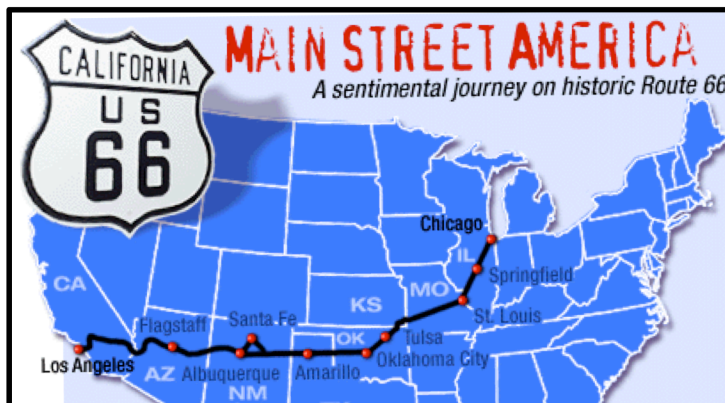 CALIFORNIA
US
66
MAIN STREET AMERICA
A sentimental journey on historic Route 66
Chicago
IL
Springfield
CA
KS
MO
St. Louis
Flagstaff
Santa Fe
OK
Tulsa
Los Angeles
AZ
Albuquerque
NM
Amarillo
Oklahoma City